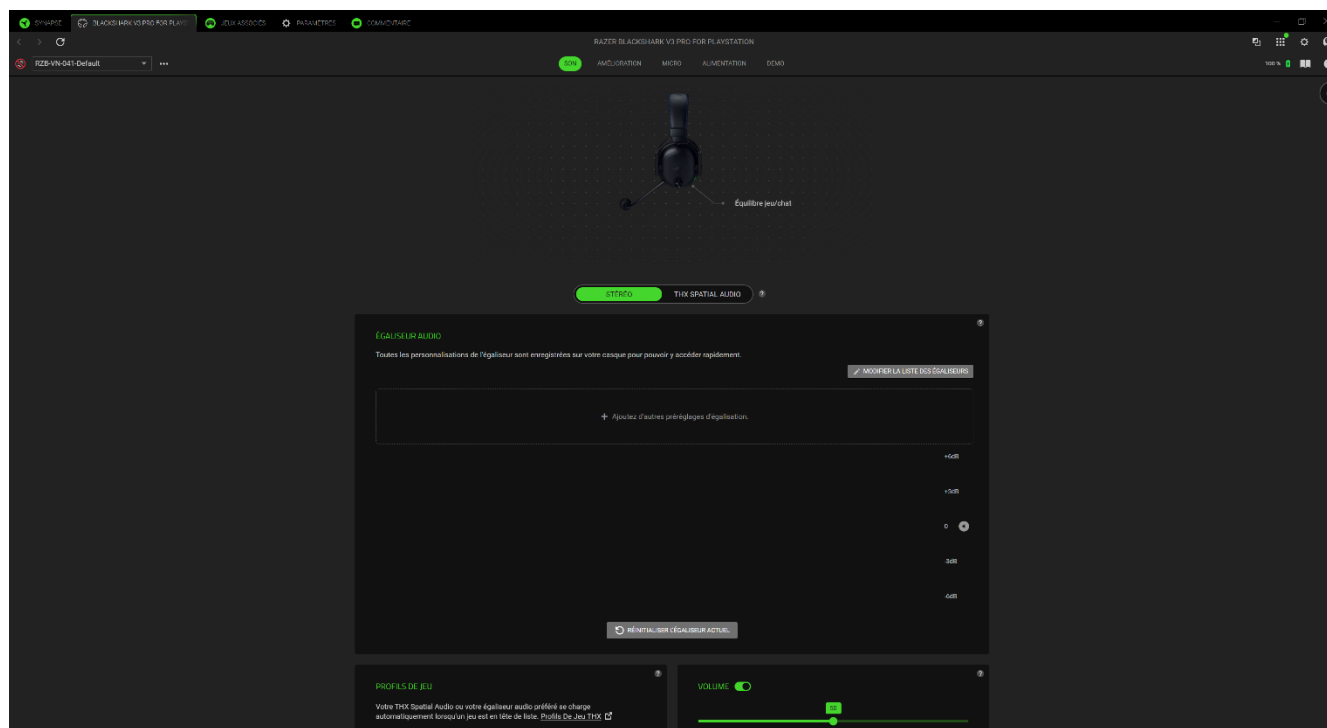 SYNAPSE BLACKSHARK V3 PRO FOR PLAYS JEUX ASSOCIÉS PARAMÈTRES COMMENTAIRE
RAZER BLACKSHARK V3 PRO FOR PLAYSTATION
RZB-VN-041-Default SON AMÉLIORATION MICRO ALIMENTATION DEMO 100 %
Équilibre jeu/chat
STÉRÉO THX SPATIAL AUDIO ?
?
ÉGALISEUR AUDIO
Toutes les personnalisations de l'égaliseur sont enregistrées sur votre casque pour pouvoir y accéder rapidement.
MODIFIER LA LISTE DES ÉGALISEURS
+ Ajoutez d'autres préréglages d'égalisation.
+6dB
+3dB
0
-3dB
-6dB
RÉINITIALISER L'ÉGALISEUR ACTUEL
? ?
PROFILS DE JEU VOLUME
Votre THX Spatial Audio ou votre égaliseur audio préféré se charge
automatiquement lorsqu'un jeu est en tête de liste. Profils De Jeu THX
50